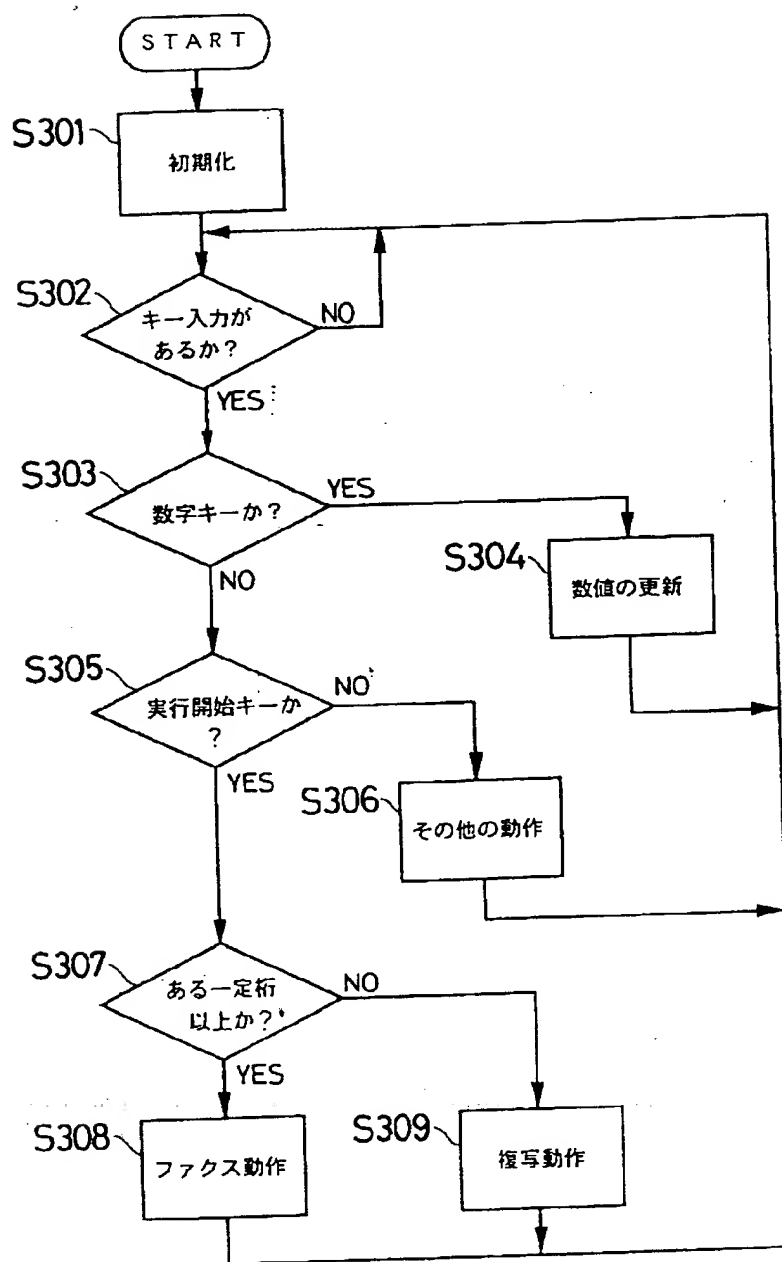 START
S301
初期化
S302
キー入力が
あるか？
NO
YES
S303
数字キーか？
YES
NO
S304
数値の更新
S305
実行開始キーか
？
NO
YES
S306
その他の動作
S307
ある一定桁
以上か？
NO
YES
S308
ファクス動作
S309
複写動作